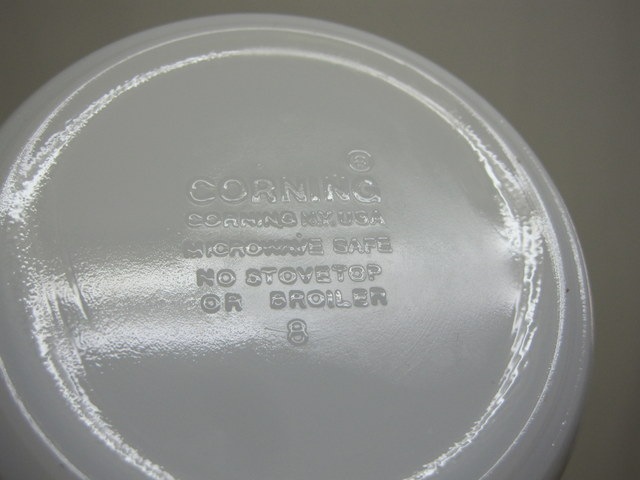 ®
CORNING
CORNING NY USA
MICROWAVE SAFE
NO STOVETOP
OR BROILER
8